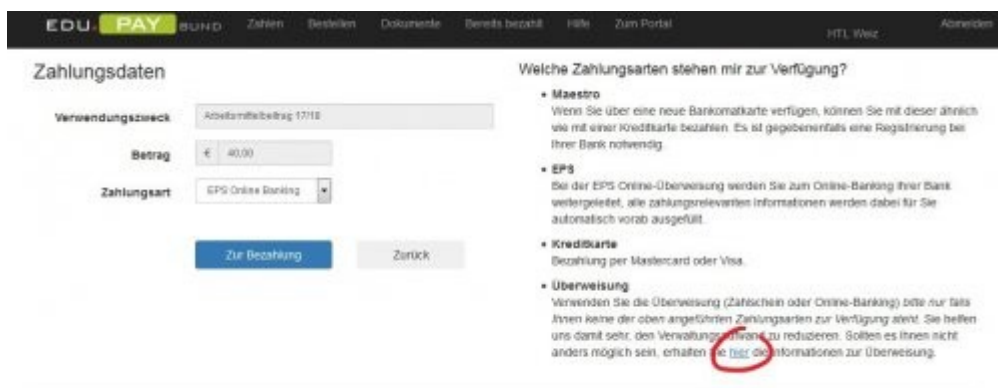 EDU. PAY BUND Zahlen Bestellen Dokumente Bereits bezahlt Hilfe Zum Portal HTL Weiz Abmelden
Zahlungsdaten
Verwendungszweck Arbeitsmittelbeitrag 17/18
Betrag € 40,00
Zahlungsart EPS Online Banking
Zur Bezahlung Zurück
Welche Zahlungsarten stehen mir zur Verfügung?
• Maestro
Wenn Sie über eine neue Bankomatkarte verfügen, können Sie mit dieser ähnlich
wie mit einer Kreditkarte bezahlen. Es ist gegebenenfalls eine Registrierung bei
Ihrer Bank notwendig.
• EPS
Bei der EPS Online-Überweisung werden Sie zum Online-Banking Ihrer Bank
weitergeleitet, alle zahlungsrelevanten Informationen werden dabei für Sie
automatisch vorab ausgefüllt.
• Kreditkarte
Bezahlung per Mastercard oder Visa.
• Überweisung
Verwenden Sie die Überweisung (Zahlschein oder Online-Banking) bitte nur falls
Ihnen keine der oben angeführten Zahlungsarten zur Verfügung steht. Sie helfen
uns damit sehr, den Verwaltungsaufwand zu reduzieren. Sollten es Ihnen nicht
anders möglich sein, erhalten Sie hier die Informationen zur Überweisung.